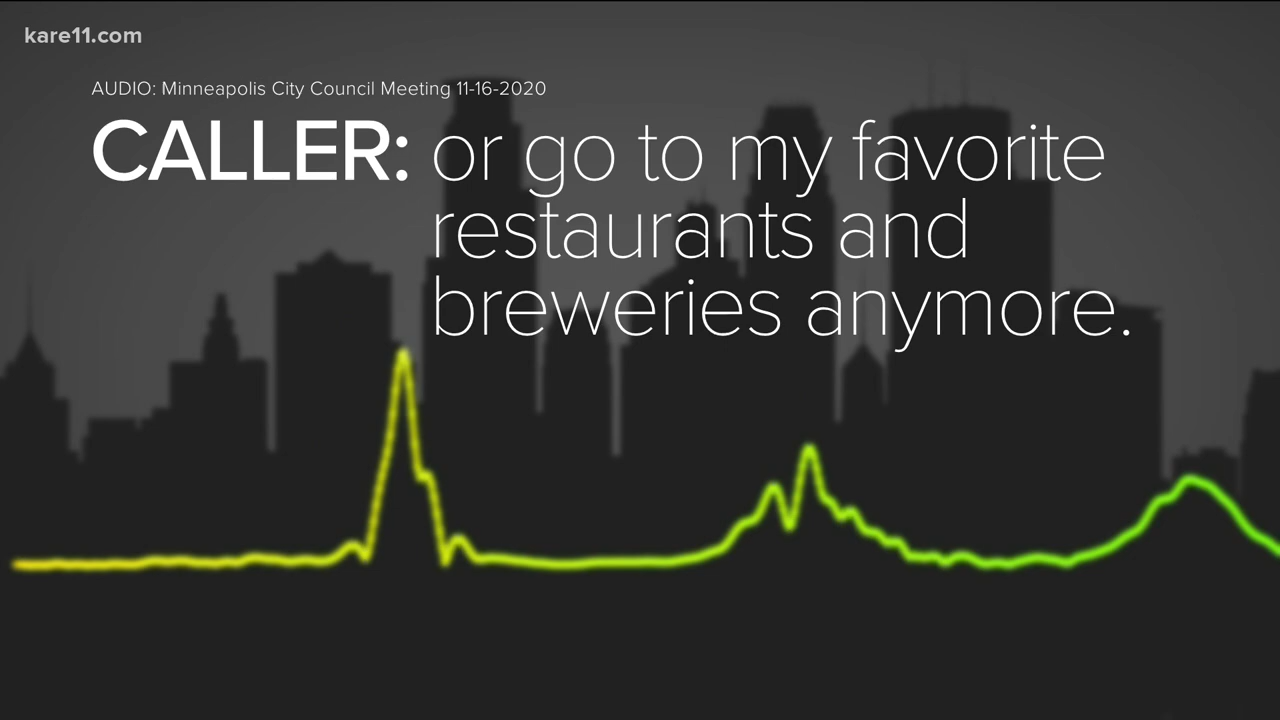 kare11.com
AUDIO: Minneapolis City Council Meeting 11-16-2020
CALLER: or go to my favorite
restaurants and
breweries anymore.